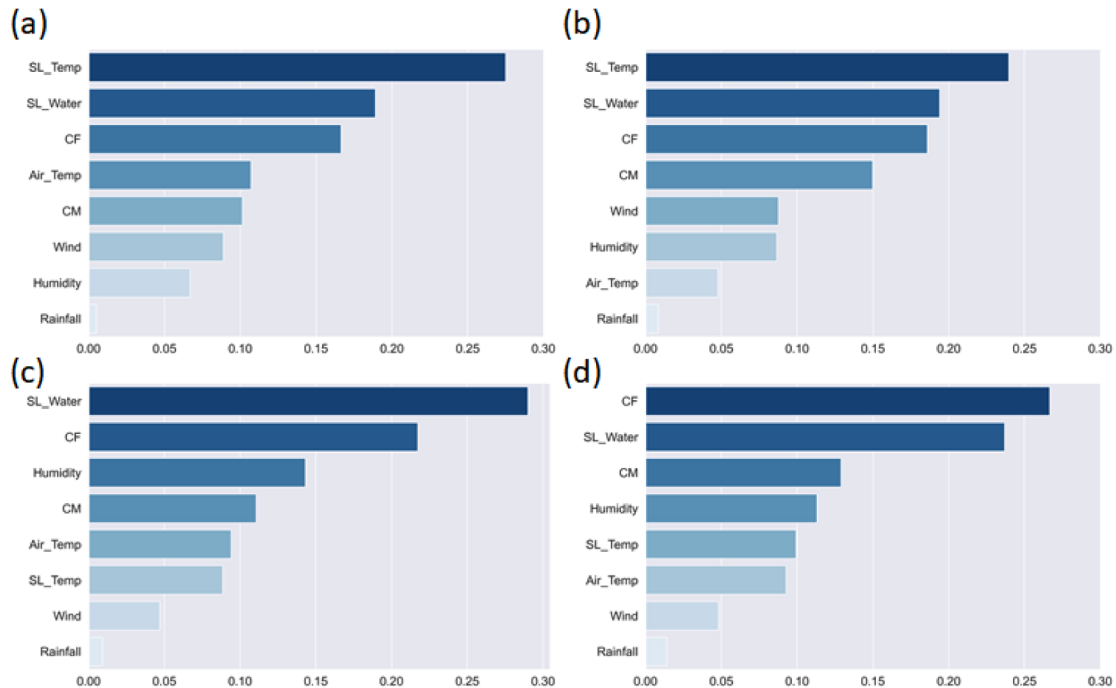 (a)
SL_Temp
SL_Water
CF
Air_Temp
CM
Wind
Humidity
Rainfall
0.00 0.05 0.10 0.15 0.20 0.25 0.30
(b)
SL_Temp
SL_Water
CF
CM
Wind
Humidity
Air_Temp
Rainfall
0.00 0.05 0.10 0.15 0.20 0.25 0.30
(c)
SL_Water
CF
Humidity
CM
Air_Temp
SL_Temp
Wind
Rainfall
0.00 0.05 0.10 0.15 0.20 0.25 0.30
(d)
CF
SL_Water
CM
Humidity
SL_Temp
Air_Temp
Wind
Rainfall
0.00 0.05 0.10 0.15 0.20 0.25 0.30